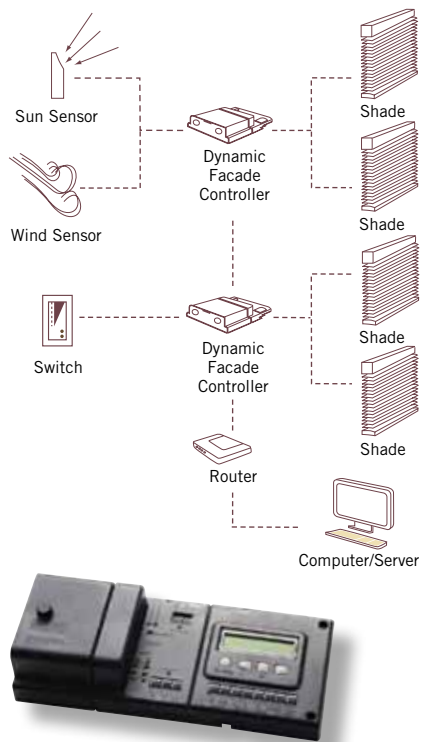 Sun Sensor
Wind Sensor
Switch
Dynamic
Facade
Controller
Dynamic
Facade
Controller
Shade
Shade
Shade
Shade
Router
Computer/Server